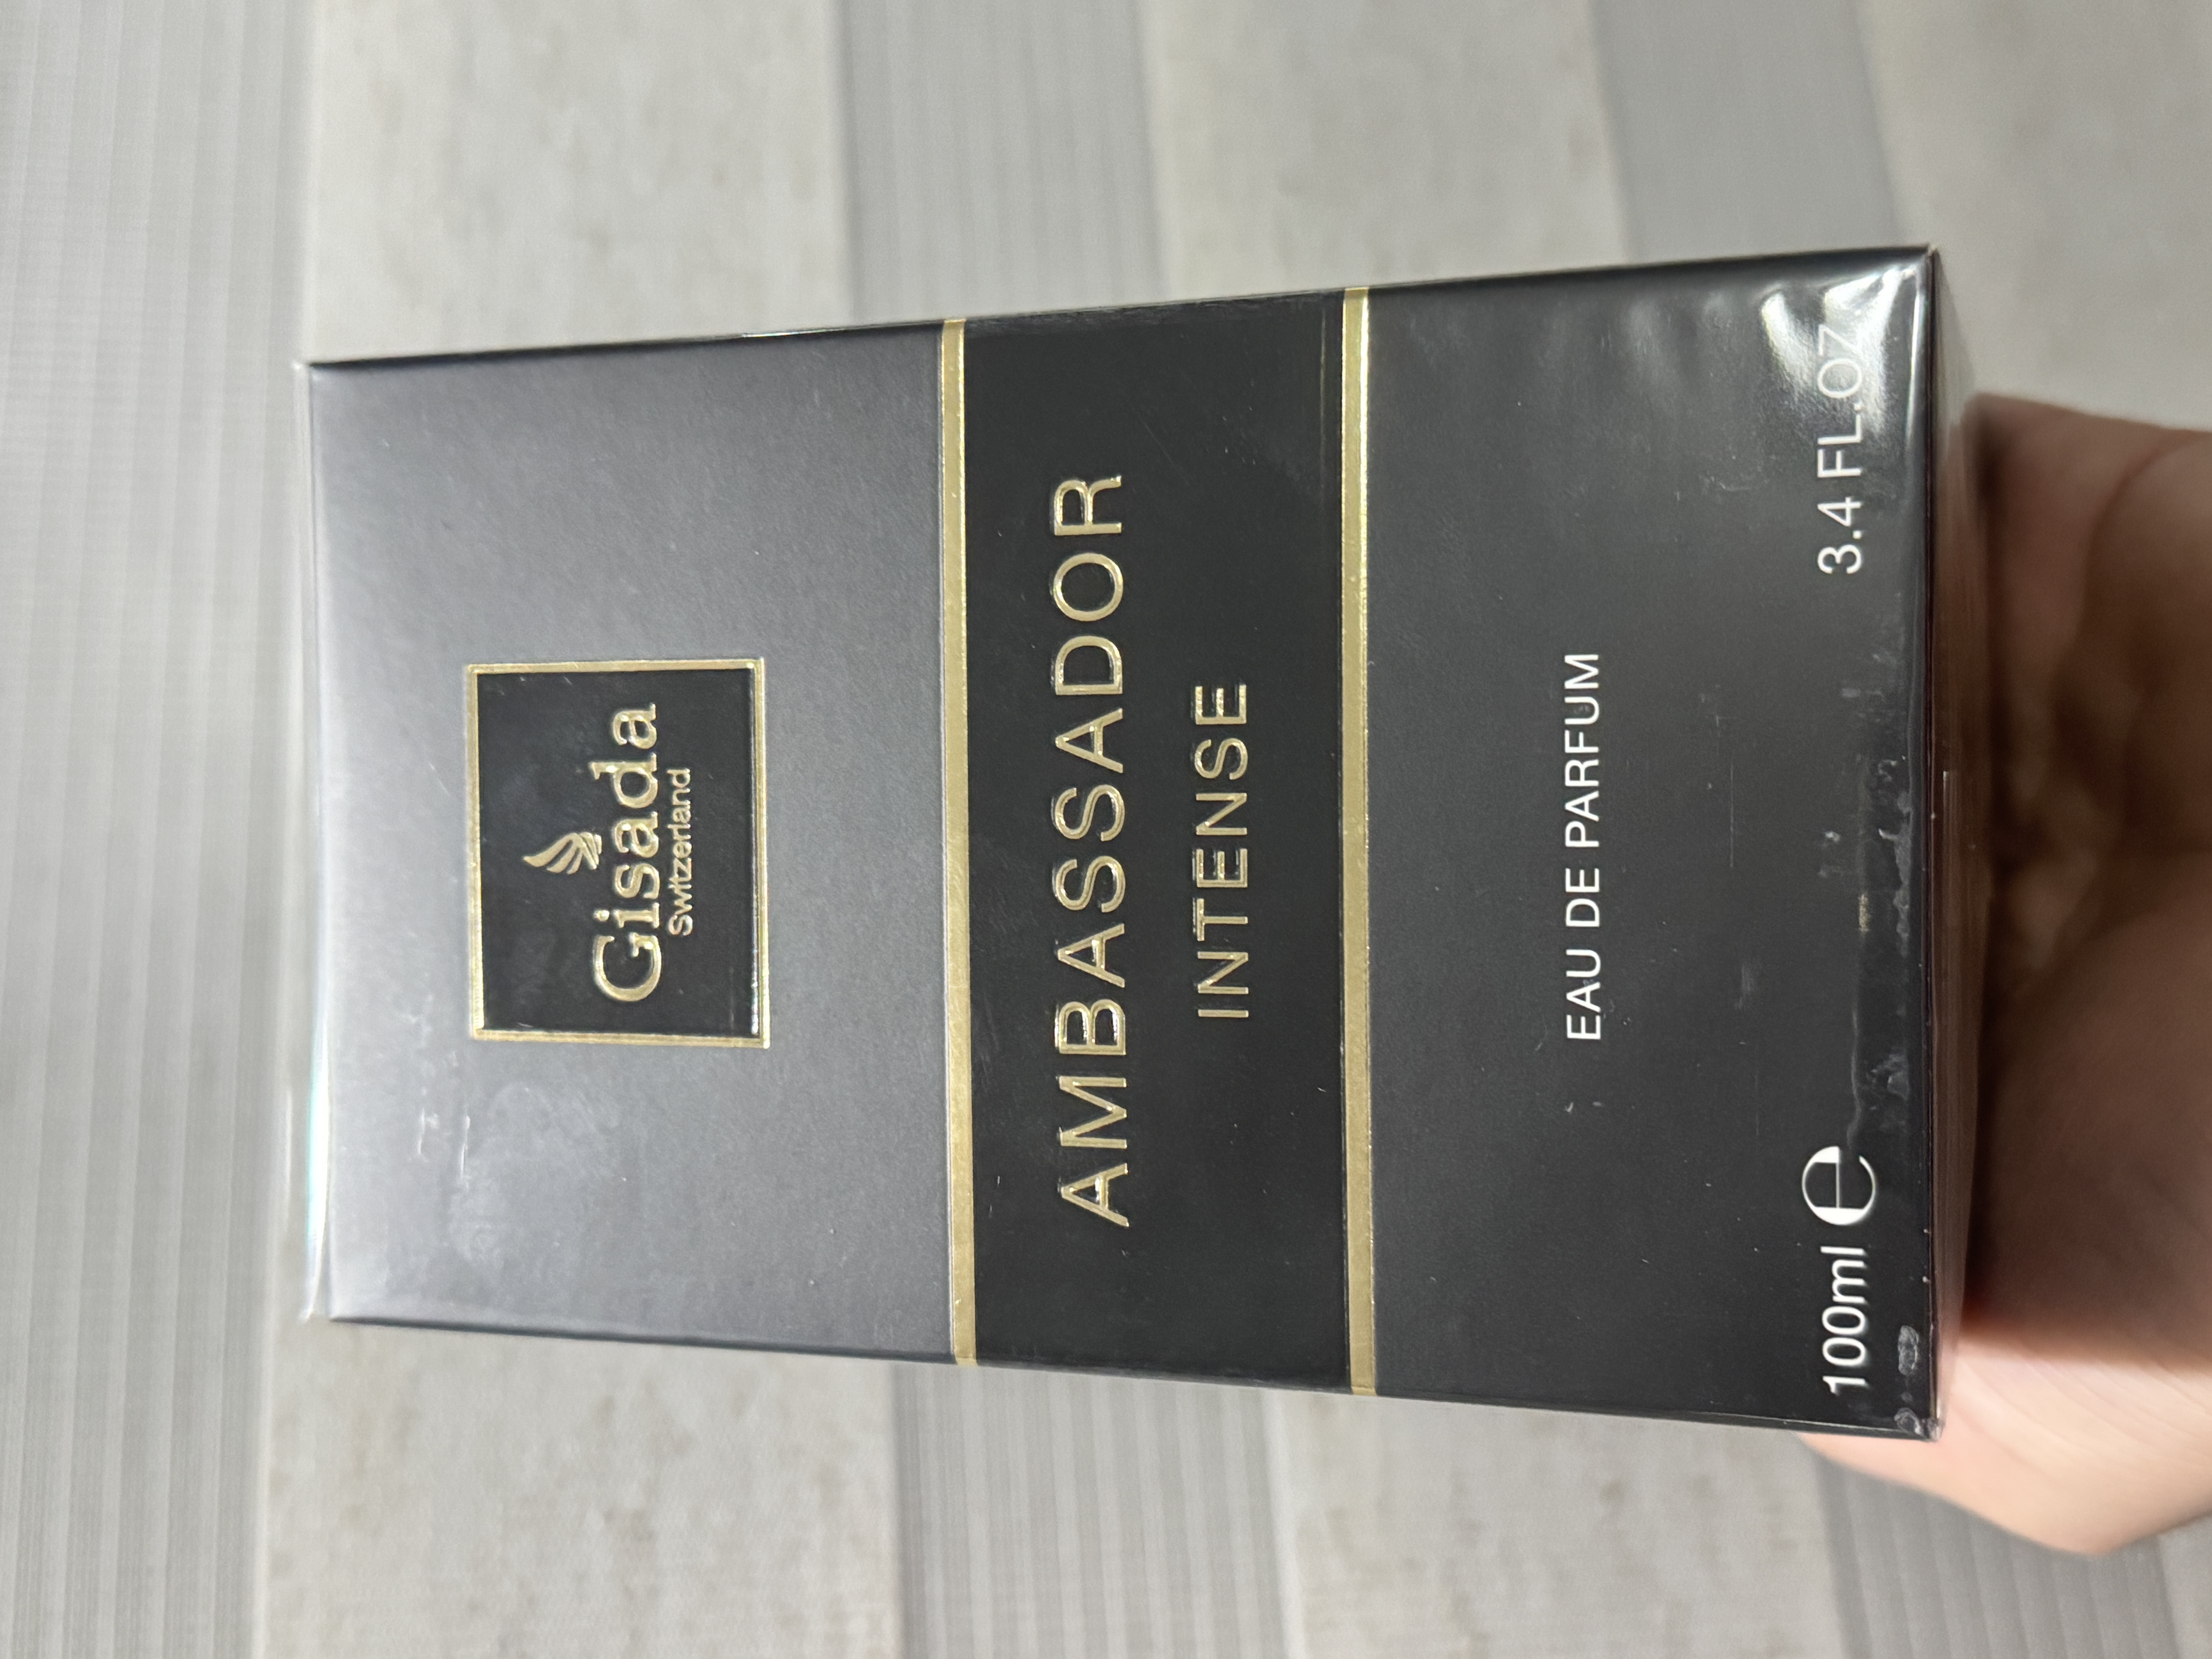 Gisada
Switzerland
AMBASSADOR
INTENSE
EAU DE PARFUM
100ml ℮ 3.4 FL.OZ